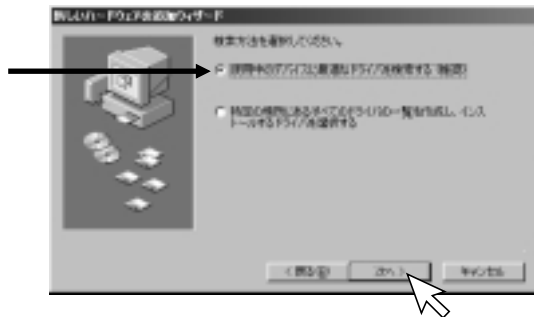 新しいハードウェアの追加ウィザード
検索方法を選択してください。
使用中のデバイスに最適なドライバを検索する（推奨）
特定の場所にあるすべてのドライバの一覧を作成し、インス
トールするドライバを選択する
< 戻る(B)
次へ >
キャンセル